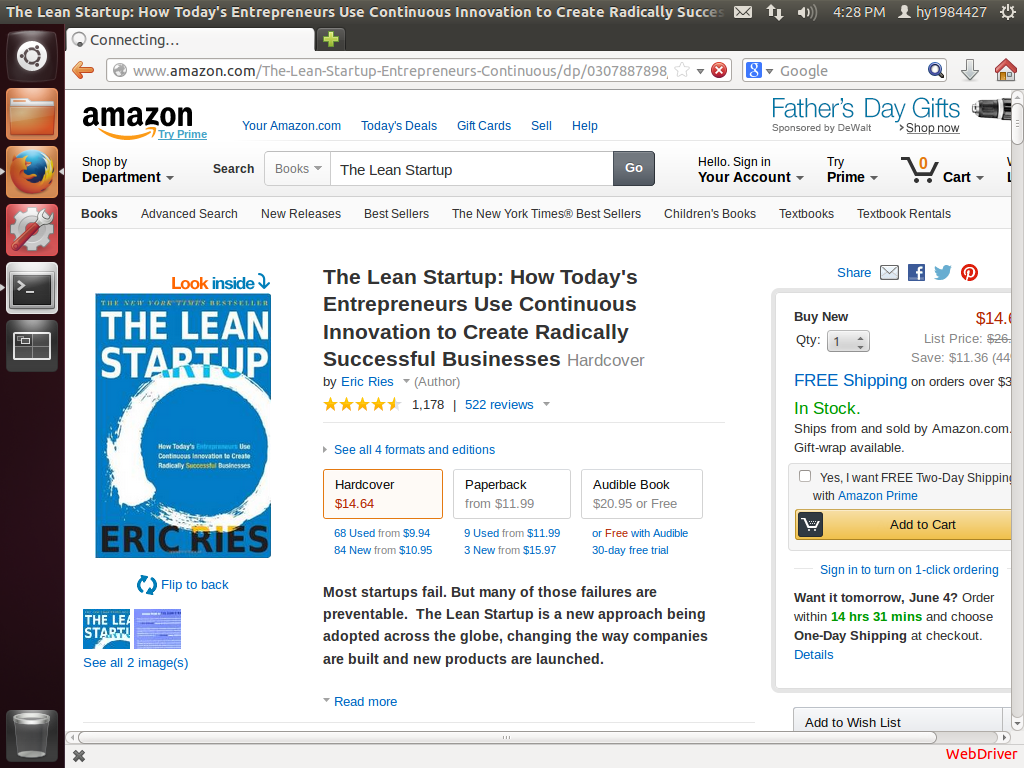 The Lean Startup: How Today's Entrepreneurs Use Continuous Innovation to Create Radically Succes
4:28 PM
hy1984427
Connecting…
www.amazon.com/The-Lean-Startup-Entrepreneurs-Continuous/dp/0307887898
Google
amazon
Try Prime
Your Amazon.com
Today's Deals
Gift Cards
Sell
Help
Father's Day Gifts
Sponsored by DeWalt
Shop now
Shop by
Department
Search
Books
The Lean Startup
Go
Hello. Sign in
Your Account
Try
Prime
0
Cart
Books
Advanced Search
New Releases
Best Sellers
The New York Times® Best Sellers
Children's Books
Textbooks
Textbook Rentals
Look inside
THE NEW YORK TIMES BESTSELLER
THE LEAN
STARTUP
How Today's Entrepreneurs Use
Continuous Innovation to Create
Radically Successful Businesses
ERIC RIES
Flip to back
See all 2 image(s)
The Lean Startup: How Today's
Entrepreneurs Use Continuous
Innovation to Create Radically
Successful Businesses Hardcover
by Eric Ries (Author)
1,178 | 522 reviews
See all 4 formats and editions
Hardcover
$14.64
68 Used from $9.94
84 New from $10.95
Paperback
from $11.99
9 Used from $11.99
3 New from $15.97
Audible Book
$20.95 or Free
or Free with Audible
30-day free trial
Most startups fail. But many of those failures are
preventable. The Lean Startup is a new approach being
adopted across the globe, changing the way companies
are built and new products are launched.
Read more
Share
Buy New
$14.6
Qty: 1
List Price: $26.
Save: $11.36 (44
FREE Shipping on orders over $3
In Stock.
Ships from and sold by Amazon.com.
Gift-wrap available.
Yes, I want FREE Two-Day Shipping
with Amazon Prime
Add to Cart
Sign in to turn on 1-click ordering
Want it tomorrow, June 4? Order
within 14 hrs 31 mins and choose
One-Day Shipping at checkout.
Details
Add to Wish List
WebDriver